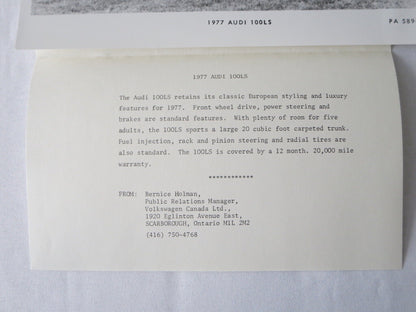 1977 AUDI 100LS
PA 589
1977 AUDI 100LS
The Audi 100LS retains its classic European styling and luxury
features for 1977. Front wheel drive, power steering and
brakes are standard features. With plenty of room for five
adults, the 100LS sports a large 20 cubic foot carpeted trunk.
Fuel injection, rack and pinion steering and radial tires are
also standard. The 100LS is covered by a 12 month. 20,000 mile
warranty.
************
FROM: Bernice Holman,
Public Relations Manager,
Volkswagen Canada Ltd.,
1920 Eglinton Avenue East,
SCARBOROUGH, Ontario M1L 2M2
(416) 750-4768